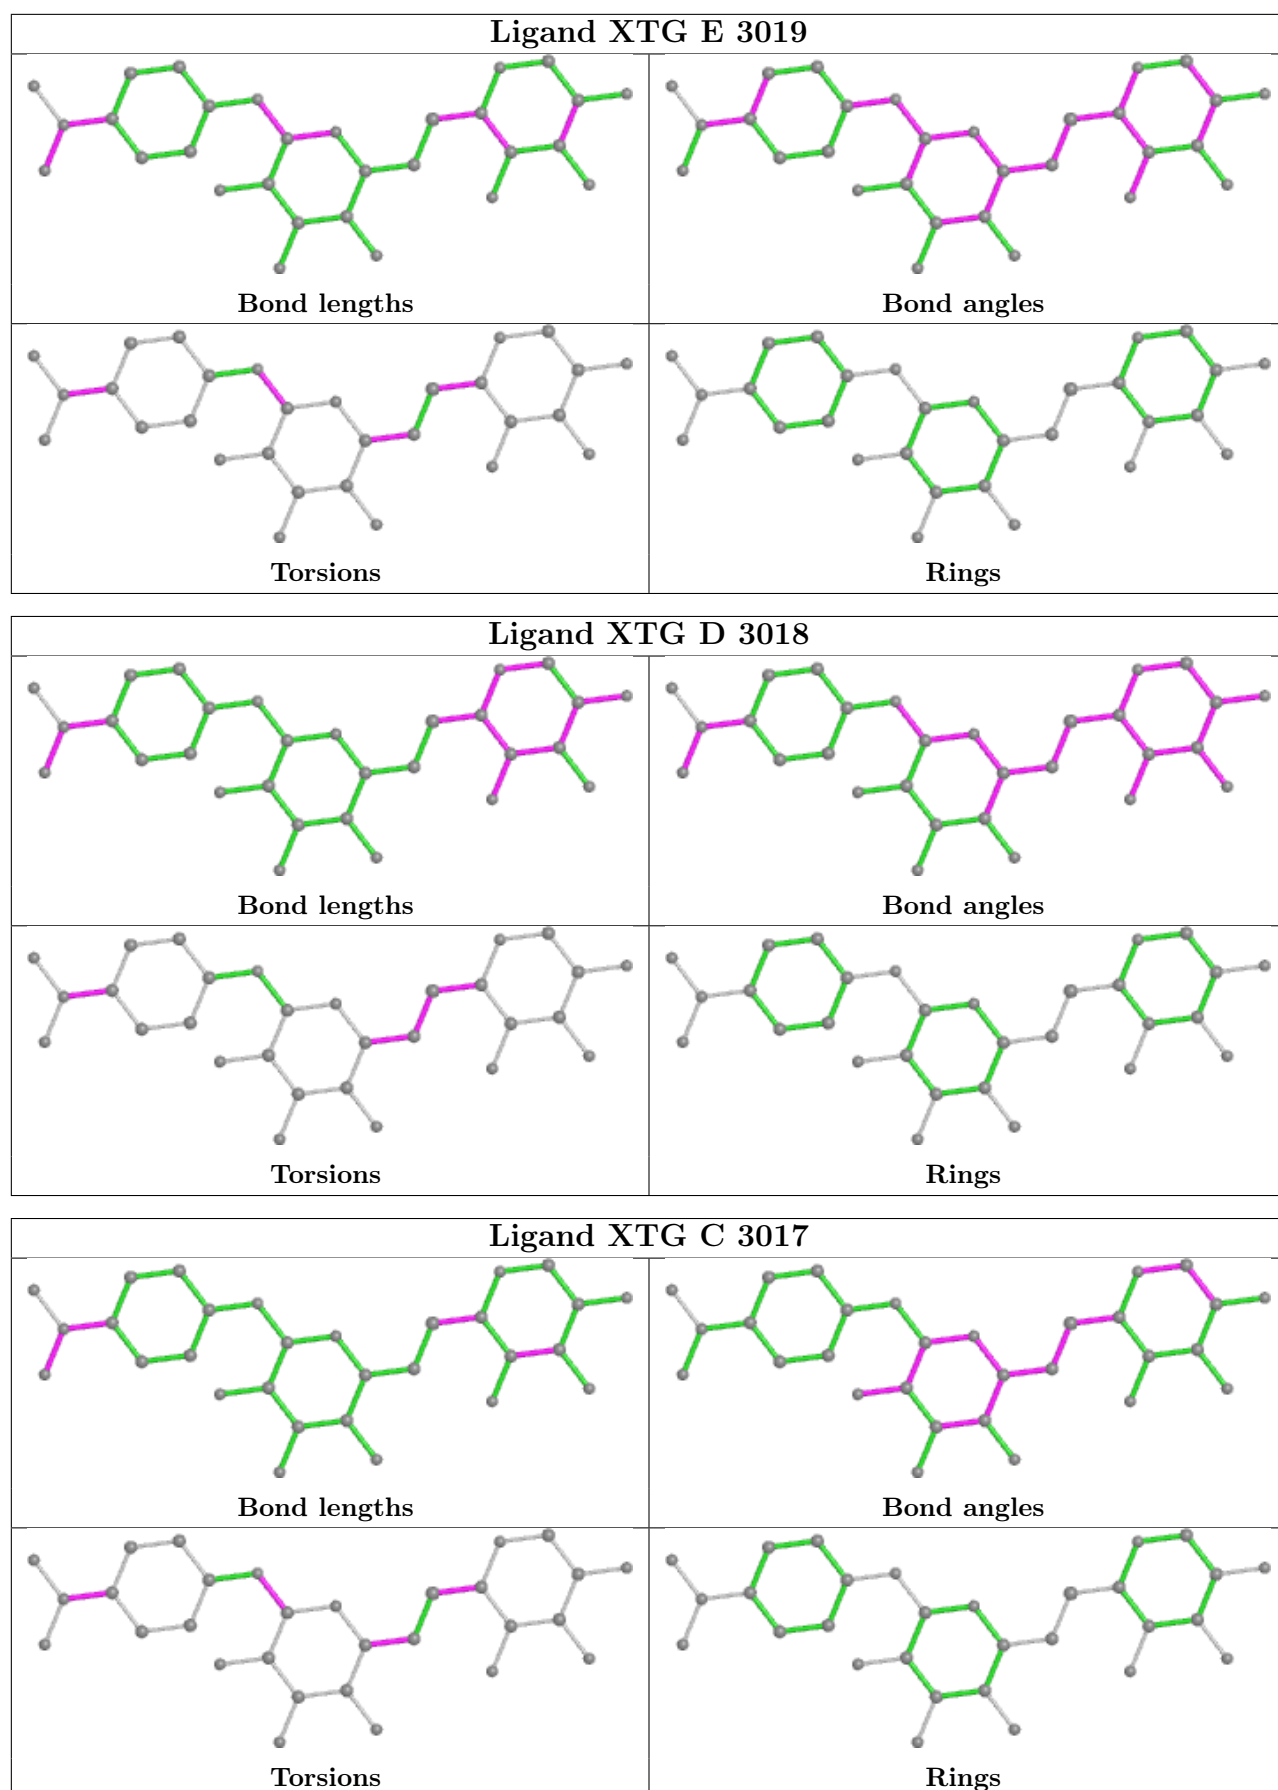 Ligand XTG E 3019
Bond lengths
Bond angles
Torsions
Rings
Ligand XTG D 3018
Bond lengths
Bond angles
Torsions
Rings
Ligand XTG C 3017
Bond lengths
Bond angles
Torsions
Rings